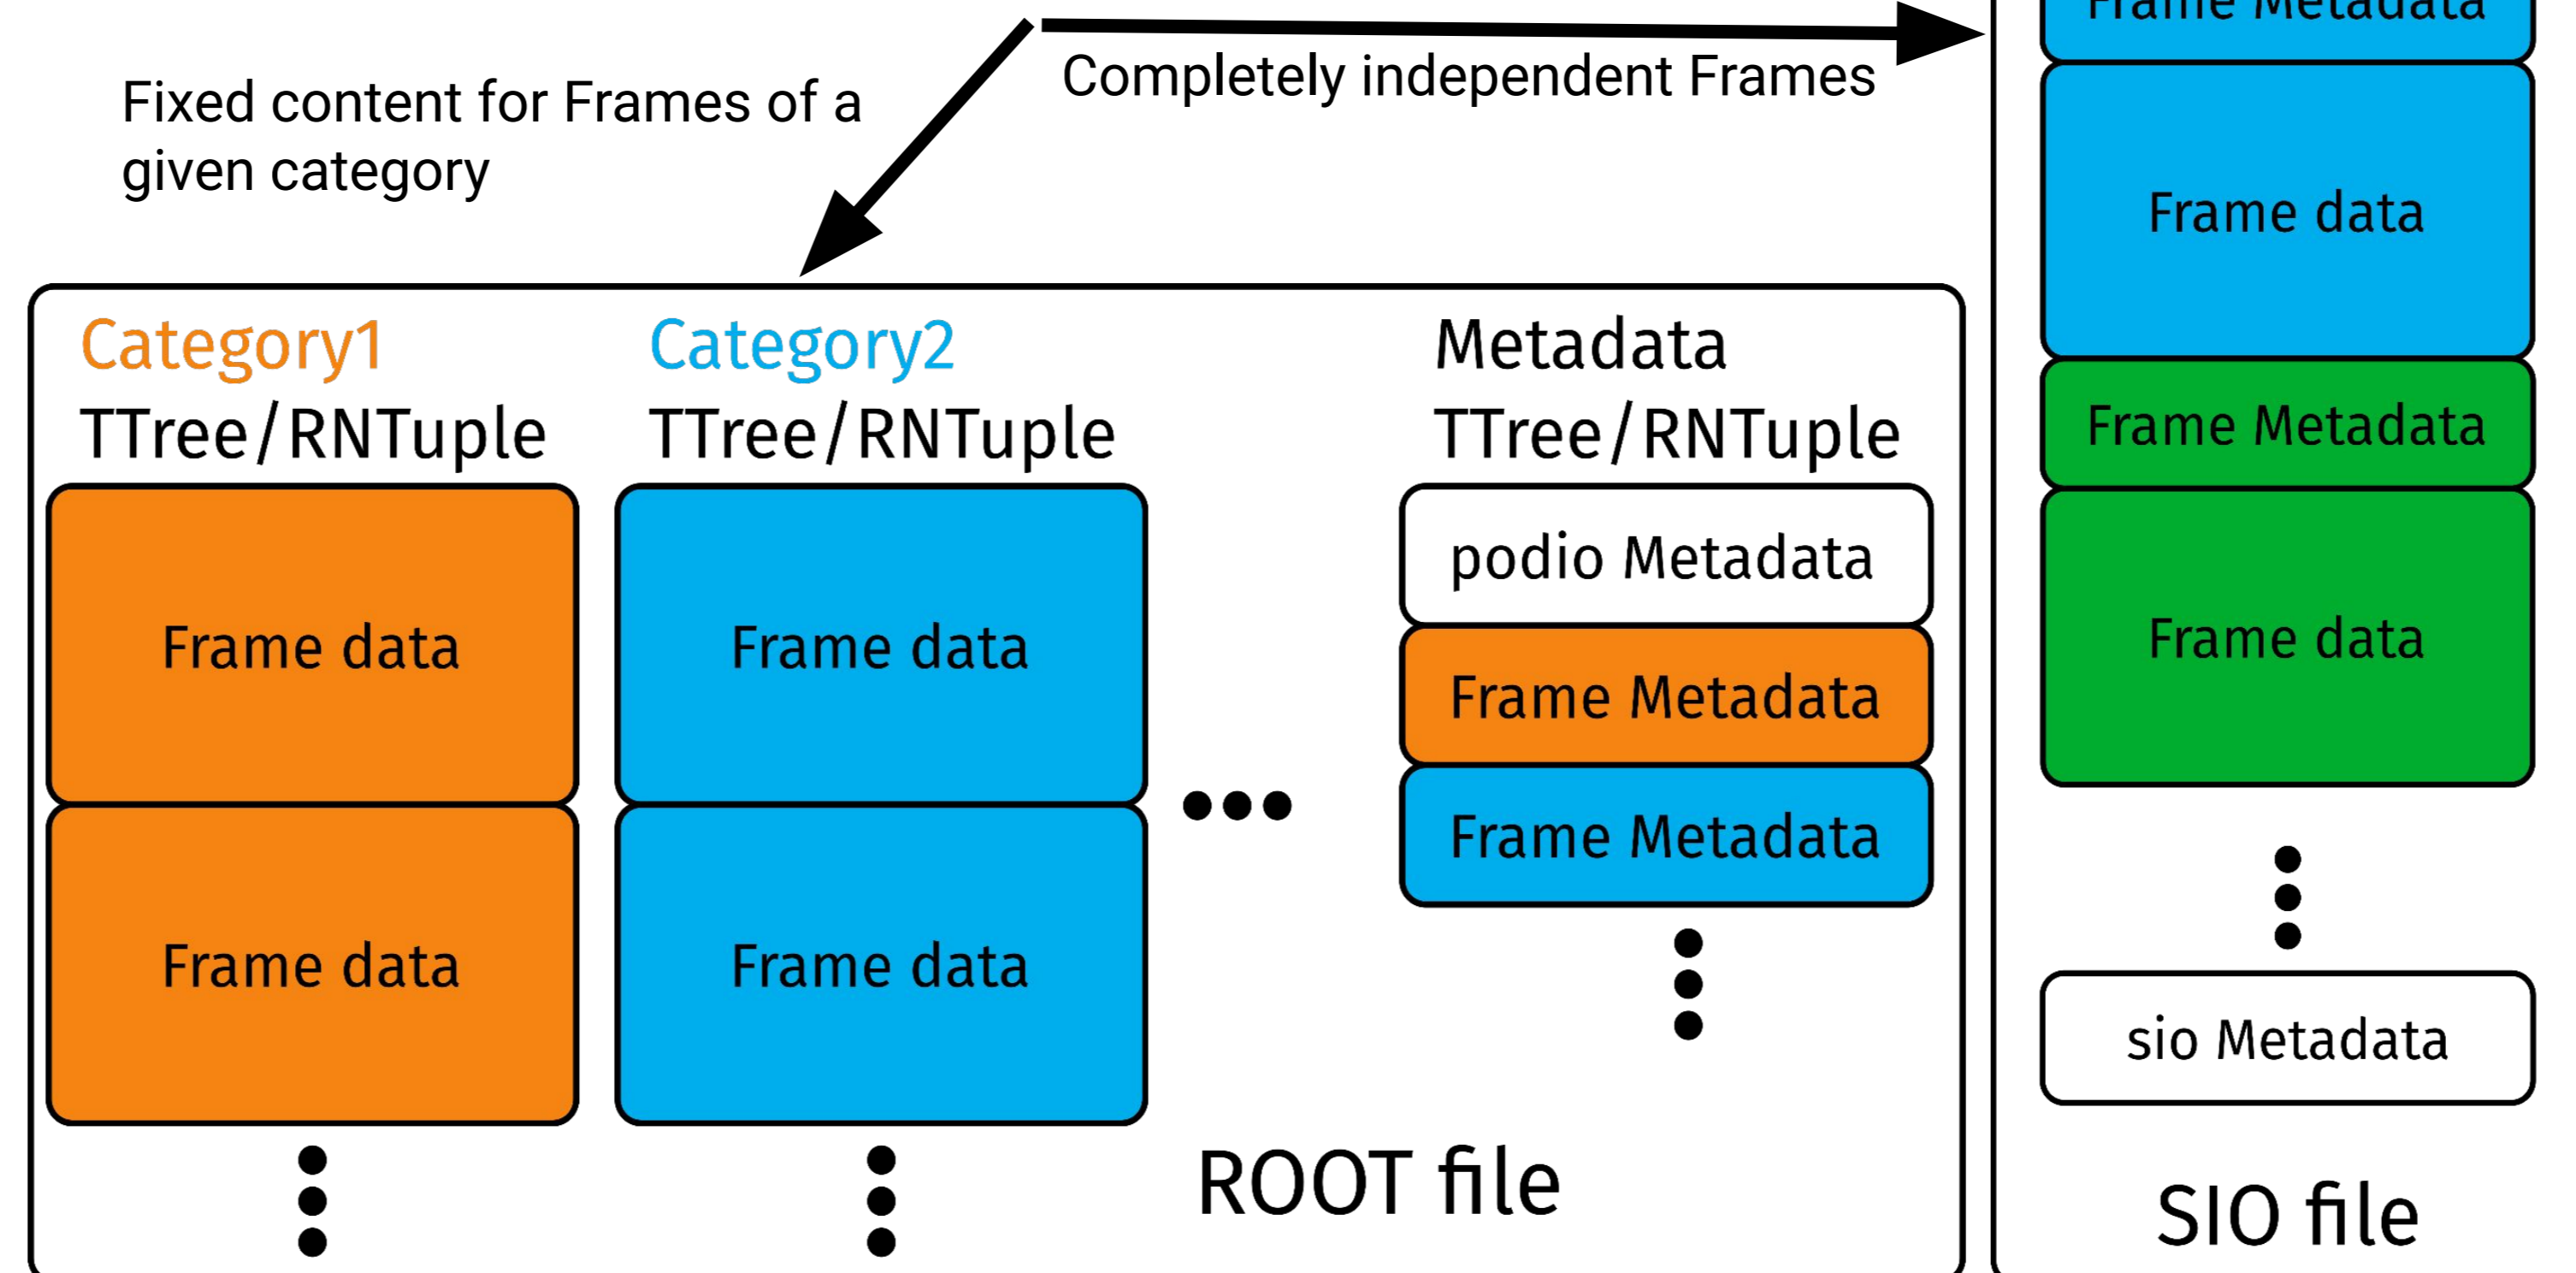 Frame Metadata
Completely independent Frames
Fixed content for Frames of a
given category
Frame data
Category1
TTree/RNTuple
Category2
TTree/RNTuple
Metadata
TTree/RNTuple
Frame Metadata
podio Metadata
Frame data
Frame data
Frame data
Frame Metadata
Frame Metadata
Frame data
Frame data
sio Metadata
ROOT file
SIO file